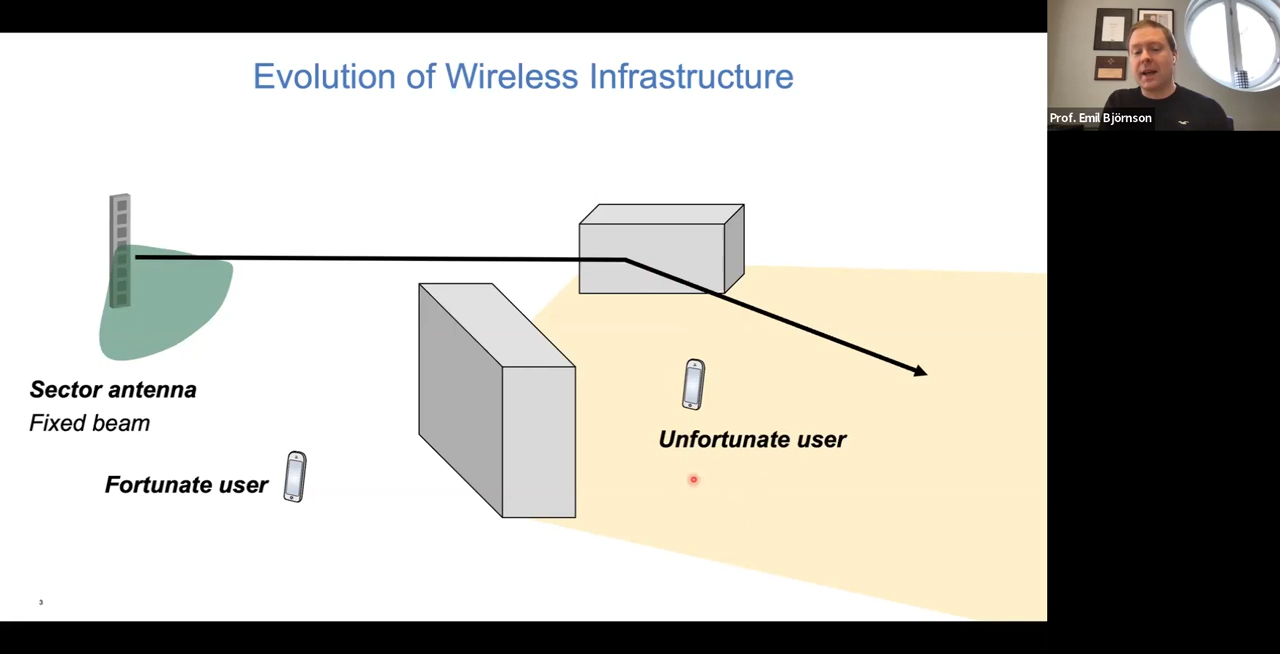 Evolution of Wireless Infrastructure
Prof. Emil Björnson
Sector antenna
Fixed beam
Unfortunate user
Fortunate user
3